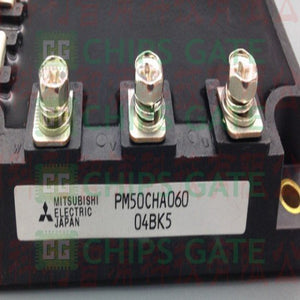 CHIPS GATE
CHIPS GATE
W
V
U
MITSUBISHI
ELECTRIC
JAPAN
PM50CHA060
04BK5
CHIPS GATE